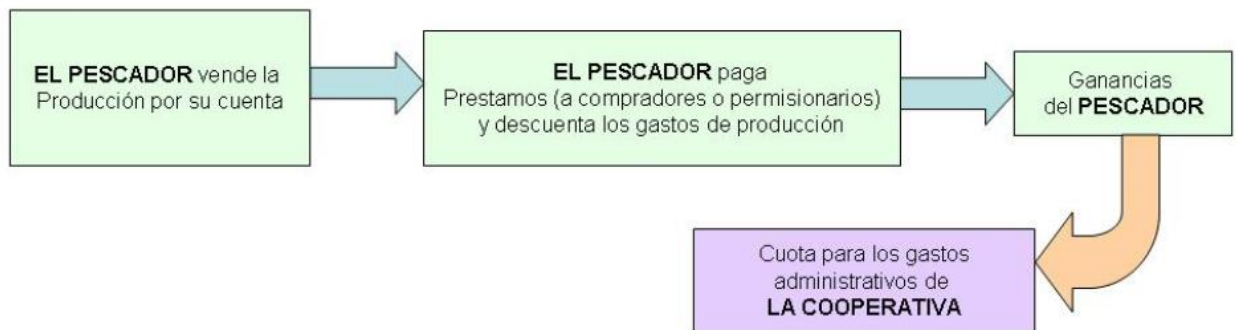 EL PESCADOR vende la
Producción por su cuenta
EL PESCADOR paga
Prestamos (a compradores o permisionarios)
y descuenta los gastos de producción
Ganancias
del PESCADOR
Cuota para los gastos
administrativos de
LA COOPERATIVA